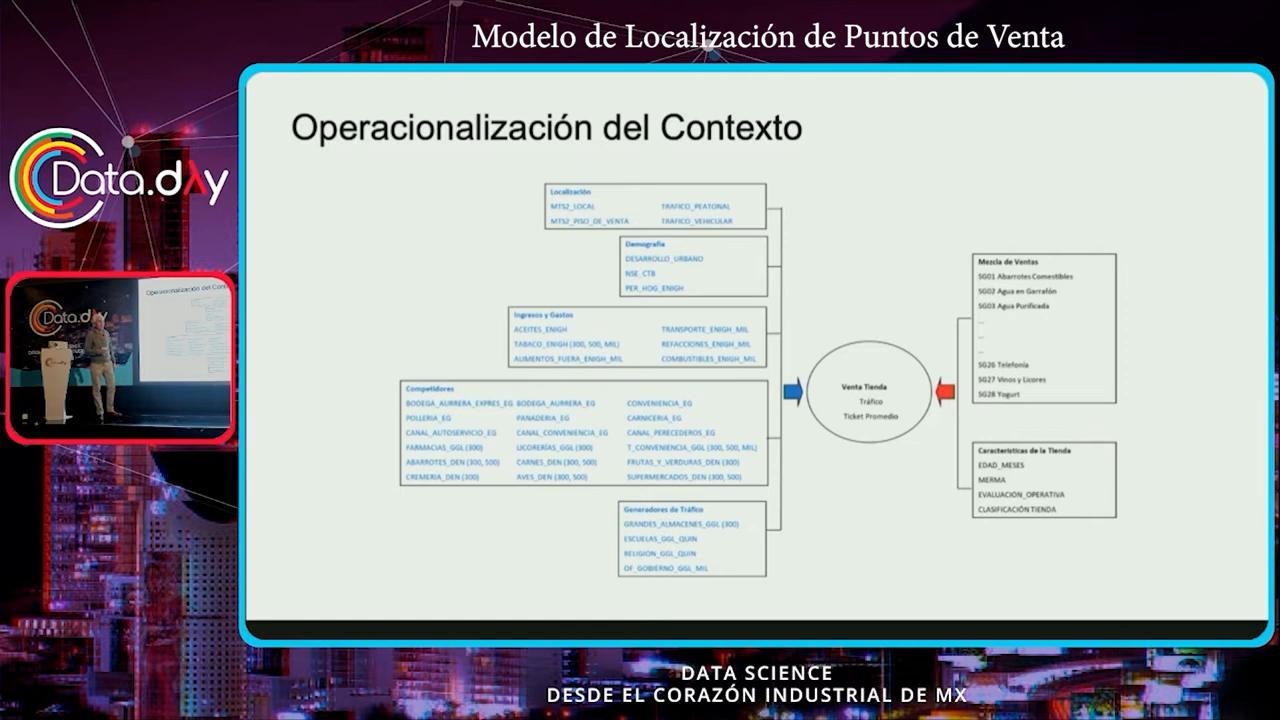 Modelo de Localización de Puntos de Venta
Data.dAy
Operacionalización del Contexto
Localización
MTS2_LOCAL TRAFICO_PEATONAL
MTS2_PISO_DE_VENTA TRAFICO_VEHICULAR
Demografía
DESARROLLO_URBANO
NSE_CTB
PER_HOG_ENIGH
Ingresos y Gastos
ACEITES_ENIGH TRANSPORTE_ENIGH_MIL
TABACO_ENIGH (300, 500, MIL) REFACCIONES_ENIGH_MIL
ALIMENTOS_FUERA_ENIGH_MIL COMBUSTIBLES_ENIGH_MIL
Competidores
BODEGA_AURRERA_EXPRES_EG BODEGA_AURRERA_EG CONVENIENCIA_EG
POLLERIA_EG PANADERIA_EG CARNICERIA_EG
CANAL_AUTOSERVICIO_EG CANAL_CONVENIENCIA_EG CANAL_PERECEDEROS_EG
FARMACIAS_GGL (300) LICORERÍAS_GGL (300) T_CONVENIENCIA_GGL (300, 500, MIL)
ABARROTES_DEN (300, 500) CARNES_DEN (300, 500) FRUTAS_Y_VERDURAS_DEN (300)
CREMERIA_DEN (300) AVES_DEN (300, 500) SUPERMERCADOS_DEN (300, 500)
Generadores de Tráfico
GRANDES_ALMACENES_GGL (300)
ESCUELAS_GGL_QUIN
RELIGION_GGL_QUIN
OF_GOBIERNO_GGL_MIL
Venta Tienda
Tráfico
Ticket Promedio
Mezcla de Ventas
SG01 Abarrotes Comestibles
SG02 Agua en Garrafón
SG03 Agua Purificada
...
...
...
SG26 Telefonía
SG27 Vinos y Licores
SG28 Yogurt
Características de la Tienda
EDAD_MESES
MERMA
EVALUACION_OPERATIVA
CLASIFICACIÓN TIENDA
Data.dAy
Operacionalización del Cont
DATA SCIENCE
DESDE EL CORAZÓN INDUSTRIAL DE MX